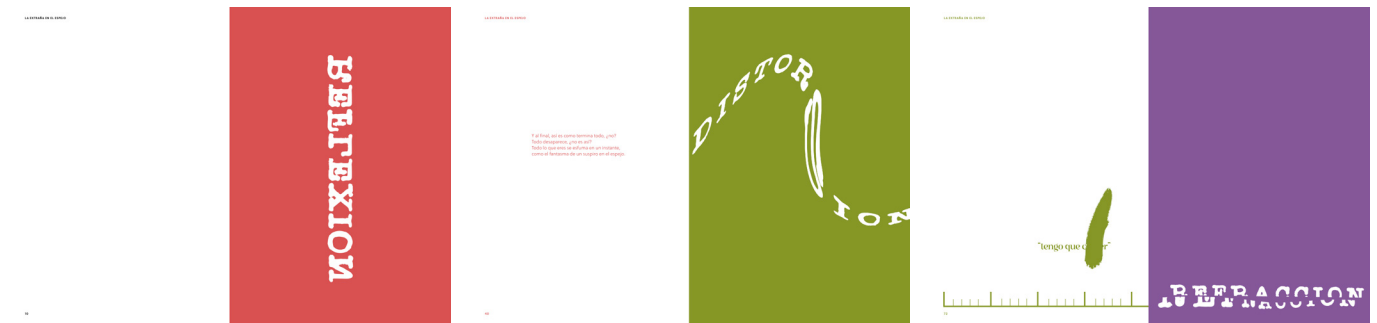 LA EXTRAÑA EN EL ESPEJO
REFLEXION
LA EXTRAÑA EN EL ESPEJO
Y al final, así es como termina todo, ¿no?
Todo desaparece, ¿no es así?
Todo lo que eres se esfuma en un instante,
como el fantasma de un suspiro en el espejo.
DISTORSION
LA EXTRAÑA EN EL ESPEJO
"tengo que
REFRACCION